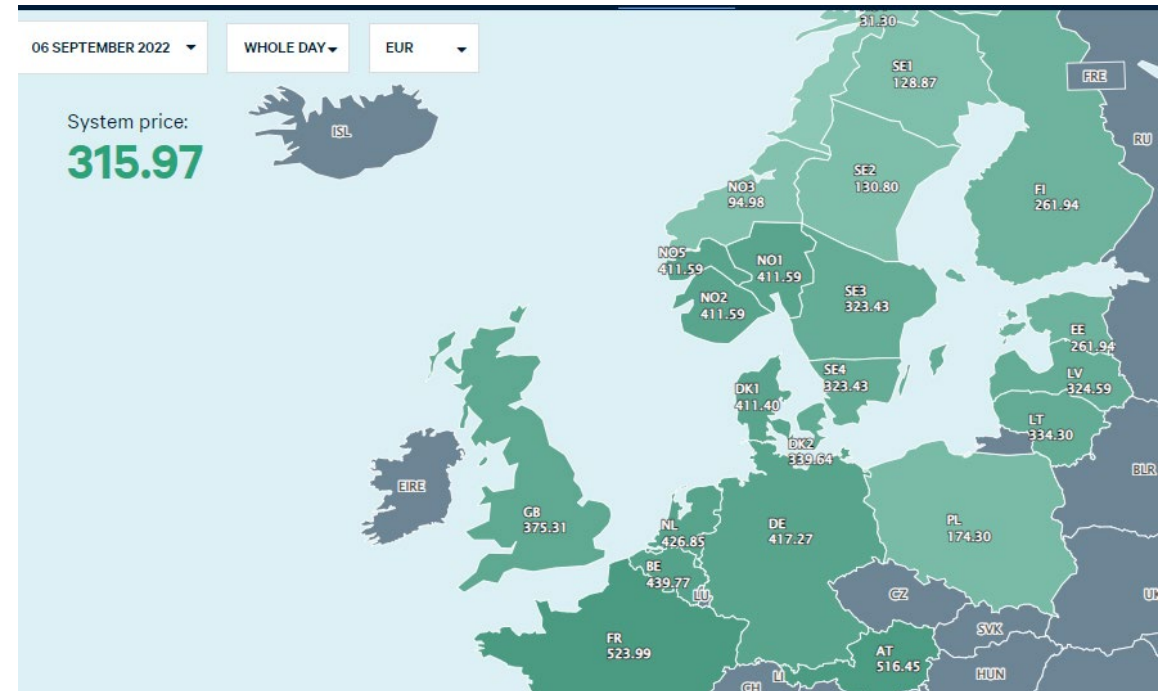 06 SEPTEMBER 2022
WHOLE DAY
EUR
System price:
315.97
ISL
31.30
SE1
128.87
FRE
RU
SE2
130.80
FI
261.94
NO3
94.98
NO5
411.59
NO1
411.59
NO2
411.59
SE3
323.43
EE
261.94
LV
324.59
SE4
323.43
DK1
411.40
LT
334.30
DK2
339.64
BLR
EIRE
GB
375.31
NL
426.85
DE
417.27
PL
174.30
BE
439.77
LU
CZ
UK
SVK
FR
523.99
AT
516.45
HUN
LI
CH